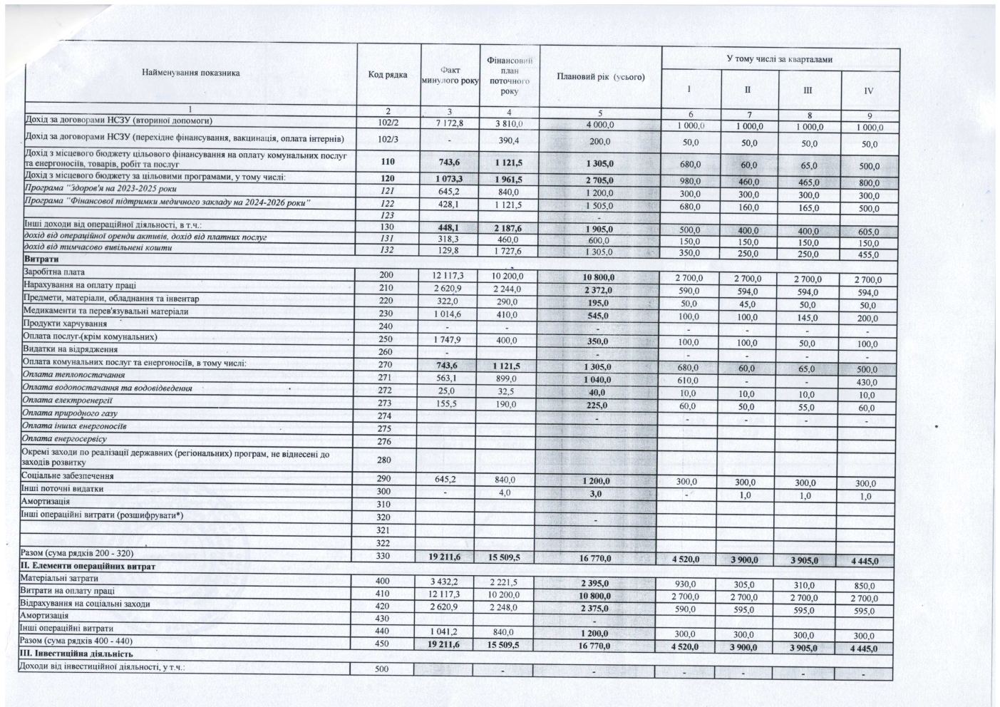 Найменування показника Код рядка Факт минулого року Фінансовий план поточного року Плановий рік (усього) У тому числі за кварталами
I II III IV
1 2 3 4 5 6 7 8 9
Дохід за договорами НСЗУ (вторинної допомоги) 102/2 7 172,8 3 810,0 4 000,0 1 000,0 1 000,0 1 000,0 1 000,0
Дохід за договорами НСЗУ (перехідне фінансування, вакцинація, оплата інтернів) 102/3 - 390,4 200,0 50,0 50,0 50,0 50,0
Дохід з місцевого бюджету цільового фінансування на оплату комунальних послуг
та енергоносіїв, товарів, робіт та послуг 110 743,6 1 121,5 1 305,0 680,0 60,0 65,0 500,0
Дохід з місцевого бюджету за цільовими програмами, у тому числі: 120 1 073,3 1 961,5 2 705,0 980,0 460,0 465,0 800,0
Програма "Здоров'я на 2023-2025 роки 121 645,2 840,0 1 200,0 300,0 300,0 300,0 300,0
Програма "Фінансової підтримки медичного закладу на 2024-2026 роки" 122 428,1 1 121,5 1 505,0 680,0 160,0 165,0 500,0
123 -
Інші доходи від операційної діяльності, в т.ч.: 130 448,1 2 187,6 1 905,0 500,0 400,0 400,0 605,0
дохід від операційної оренди активів, дохід від платних послуг 131 318,3 460,0 600,0 150,0 150,0 150,0 150,0
дохід від тимчасово вивільнені кошти 132 129,8 1 727,6 1 305,0 350,0 250,0 250,0 455,0
Витрати
Заробітна плата 200 12 117,3 10 200,0 10 800,0 2 700,0 2 700,0 2 700,0 2 700,0
Нарахування на оплату праці 210 2 620,9 2 244,0 2 372,0 590,0 594,0 594,0 594,0
Предмети, матеріали, обладнання та інвентар 220 322,0 290,0 195,0 50,0 45,0 50,0 50,0
Медикаменти та перев'язувальні матеріали 230 1 014,6 410,0 545,0 100,0 100,0 145,0 200,0
Продукти харчування 240 - - - - - - -
Оплата послуг (крім комунальних) 250 1 747,9 400,0 350,0 100,0 100,0 50,0 100,0
Видатки на відрядження 260 - - - - - - -
Оплата комунальних послуг та енергоносіїв, в тому числі: 270 743,6 1 121,5 1 305,0 680,0 60,0 65,0 500,0
Оплата теплопостачання 271 563,1 899,0 1 040,0 610,0 - - 430,0
Оплата водопостачання та водовідведення 272 25,0 32,5 40,0 10,0 10,0 10,0 10,0
Оплата електроенергії 273 155,5 190,0 225,0 60,0 50,0 55,0 60,0
Оплата природного газу 274 - - - - -
Оплата інших енергоносіїв 275
Оплата енергосервісу 276
Окремі заходи по реалізації державних (регіональних) програм, не віднесені до
заходів розвитку 280
Соціальне забезпечення 290 645,2 840,0 1 200,0 300,0 300,0 300,0 300,0
Інші поточні видатки 300 - 4,0 3,0 - 1,0 1,0 1,0
Амортизація 310
Інші операційні витрати (розшифрувати*) 320 -
321
322
Разом (сума рядків 200 - 320) 330 19 211,6 15 509,5 16 770,0 4 520,0 3 900,0 3 905,0 4 445,0
II. Елементи операційних витрат
Матеріальні затрати 400 3 432,2 2 221,5 2 395,0 930,0 305,0 310,0 850,0
Витрати на оплату праці 410 12 117,3 10 200,0 10 800,0 2 700,0 2 700,0 2 700,0 2 700,0
Відрахування на соціальні заходи 420 2 620,9 2 248,0 2 375,0 590,0 595,0 595,0 595,0
Амортизація 430 -
Інші операційні витрати 440 1 041,2 840,0 1 200,0 300,0 300,0 300,0 300,0
Разом (сума рядків 400 - 440) 450 19 211,6 15 509,5 16 770,0 4 520,0 3 900,0 3 905,0 4 445,0
III. Інвестиційна діяльність
Доходи від інвестиційної діяльності, у т.ч.: 500 - - - - - -